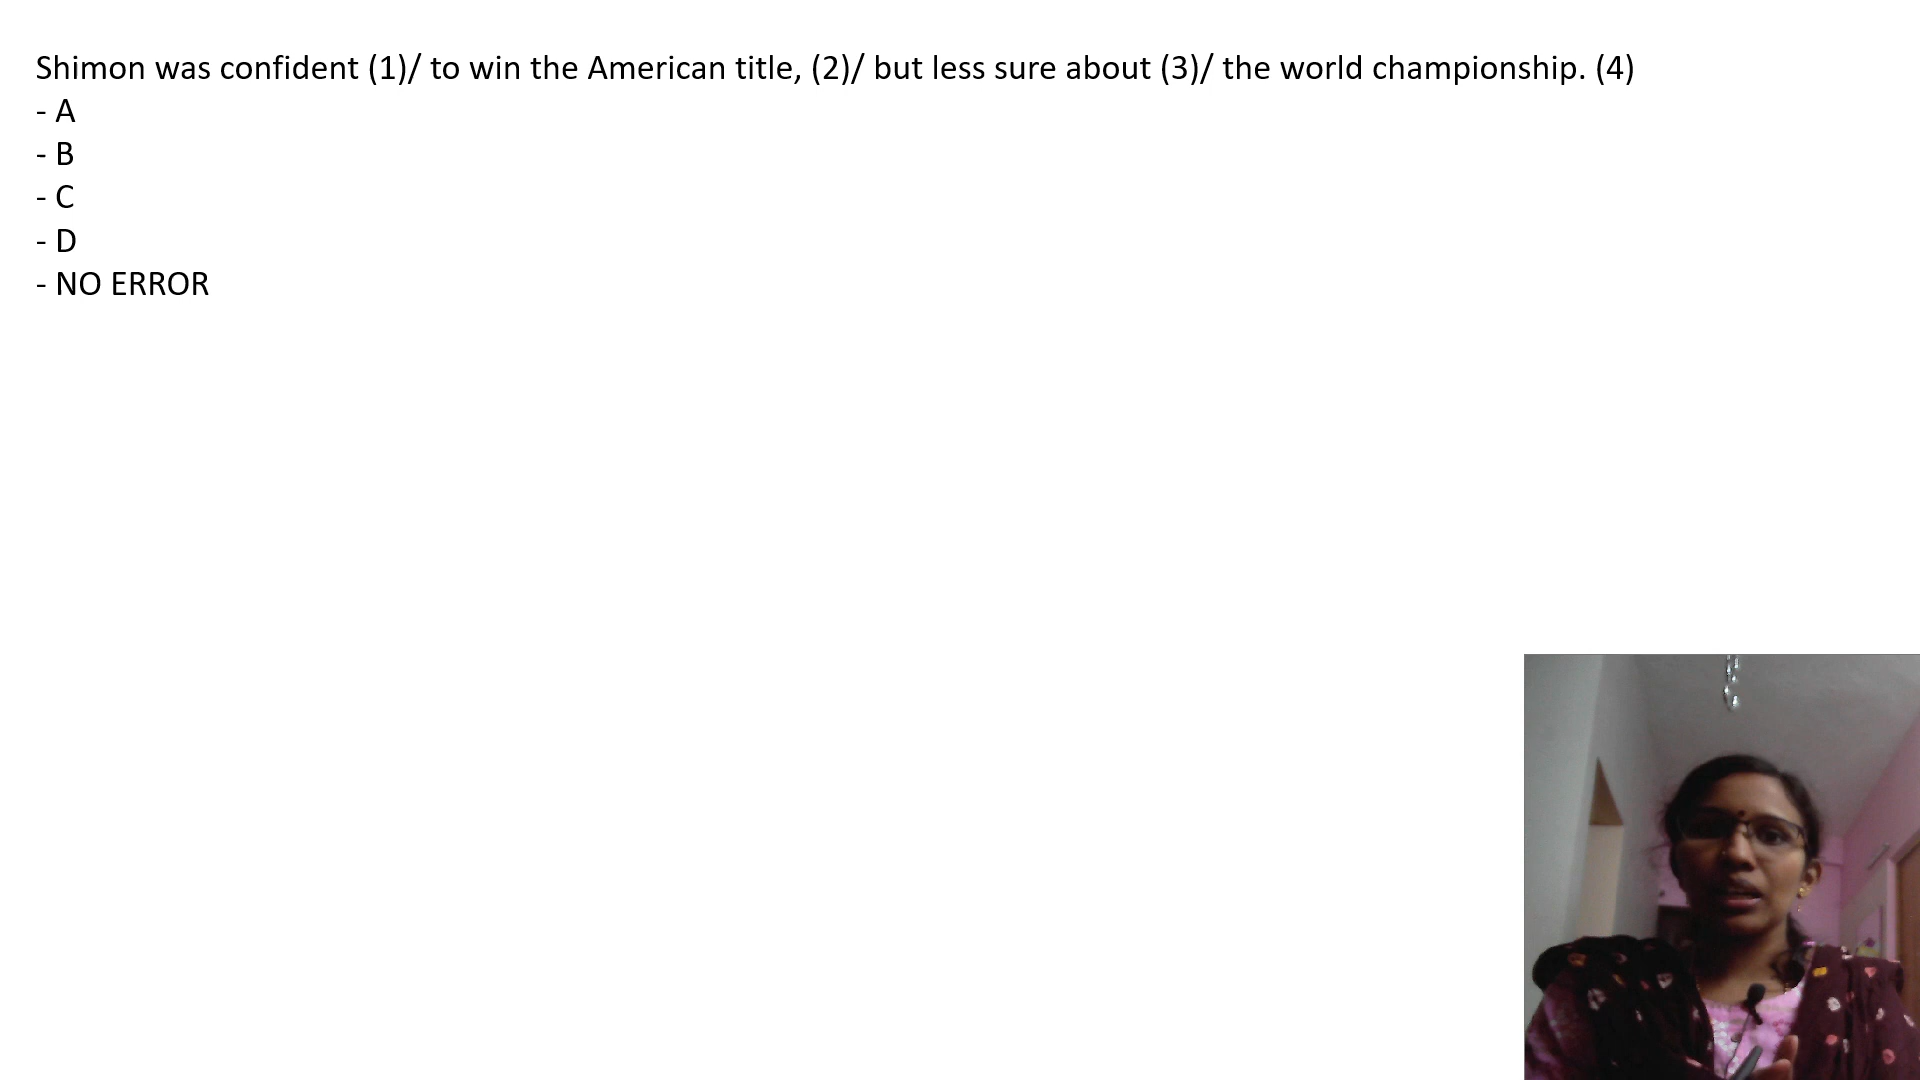 Shimon was confident (1)/ to win the American title, (2)/ but less sure about (3)/ the world championship. (4)
- A
- B
- C
- D
- NO ERROR